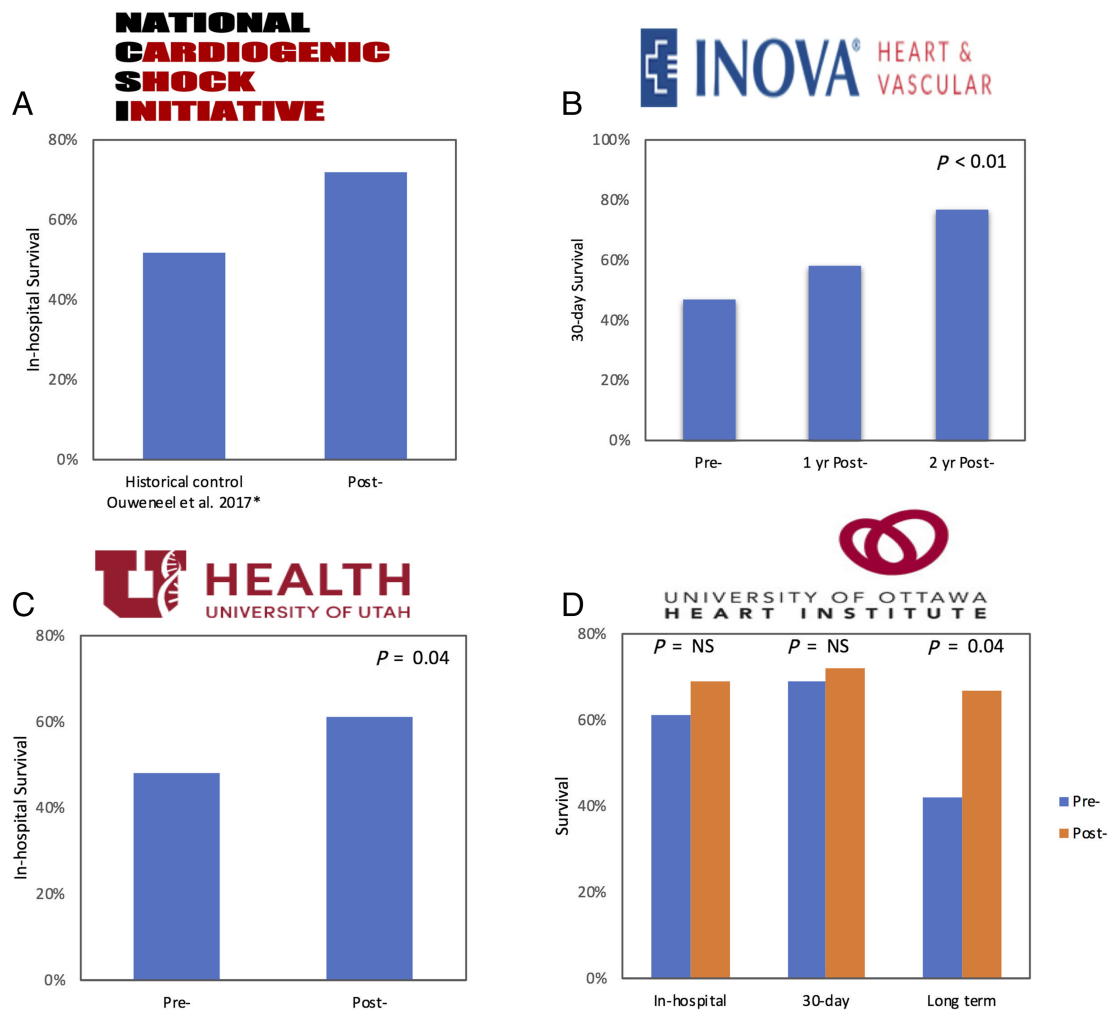 NATIONAL
CARDIOGENIC
SHOCK
INITIATIVE
A
80%
60%
40%
20%
0%
In-hospital Survival
Historical control
Ouweneel et al. 2017*
Post-
INOVA® HEART &
VASCULAR
B
100%
80%
60%
40%
20%
0%
30-day Survival
P < 0.01
Pre-
1 yr Post-
2 yr Post-
U HEALTH
UNIVERSITY OF UTAH
C
80%
60%
40%
20%
0%
In-hospital Survival
P = 0.04
Pre-
Post-
UNIVERSITY OF OTTAWA
HEART INSTITUTE
D
80%
60%
40%
20%
0%
Survival
P = NS
P = NS
P = 0.04
In-hospital
30-day
Long term
Pre-
Post-